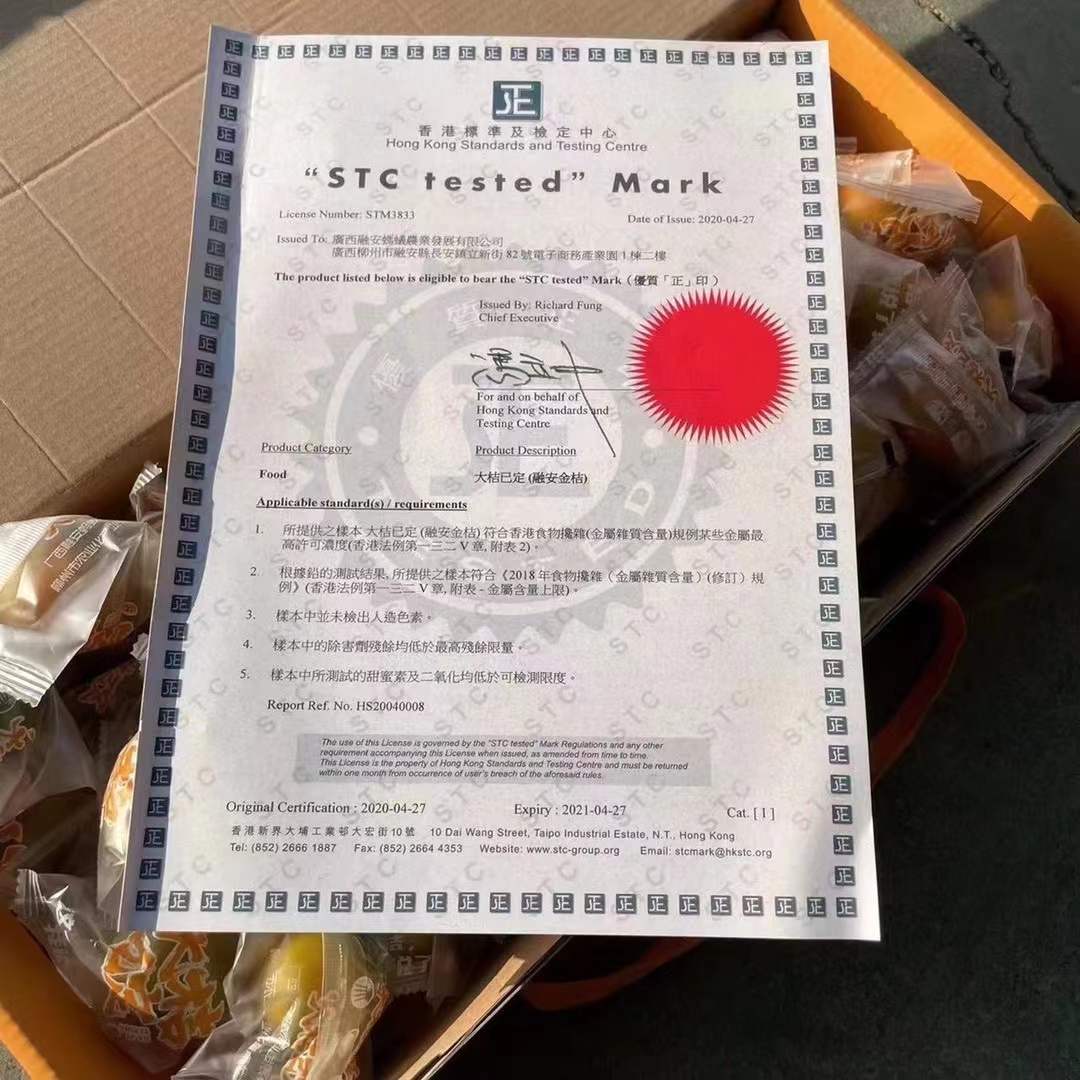 正
香港標準及檢定中心
Hong Kong Standards and Testing Centre
“STC tested” Mark
License Number: STM3833
Date of Issue: 2020-04-27
Issued To: 廣西融安螞蟻農業發展有限公司
廣西柳州市融安縣長安鎮立新街 82 號電子商務產業園 1 棟二樓
The product listed below is eligible to bear the “STC tested” Mark (優質「正」印)
Issued By: Richard Fung
Chief Executive
For and on behalf of
Hong Kong Standards and
Testing Centre
Product Category
Product Description
Food
大桔已定 (融安金桔)
Applicable standard(s) / requirements
1. 所提供之樣本 大桔已定 (融安金桔) 符合香港食物攙雜(金屬雜質含量)規例某些金屬最
高許可濃度(香港法例第一三二 V 章, 附表 2)。
2. 根據鉛的測試結果, 所提供之樣本符合《2018 年食物攙雜（金屬雜質含量）(修訂）規
例》(香港法例第一三二 V 章, 附表 - 金屬含量上限)。
3. 樣本中並未檢出人造色素。
4. 樣本中的除害劑殘餘均低於最高殘餘限量。
5. 樣本中所測試的甜蜜素及二氧化均低於可檢測限度。
Report Ref. No. HS20040008
The use of this License is governed by the "STC tested" Mark Regulations and any other
requirement accompanying this License when issued, as amended from time to time.
This License is the property of Hong Kong Standards and Testing Centre and must be returned
within one month from occurrence of user's breach of the aforesaid rules.
Original Certification : 2020-04-27
Expiry : 2021-04-27
Cat. [ 1 ]
香港新界大埔工業邨大宏街10號 10 Dai Wang Street, Taipo Industrial Estate, N.T., Hong Kong
Tel: (852) 2666 1887 Fax: (852) 2664 4353 Website: www.stc-group.org Email: stcmark@hkstc.org